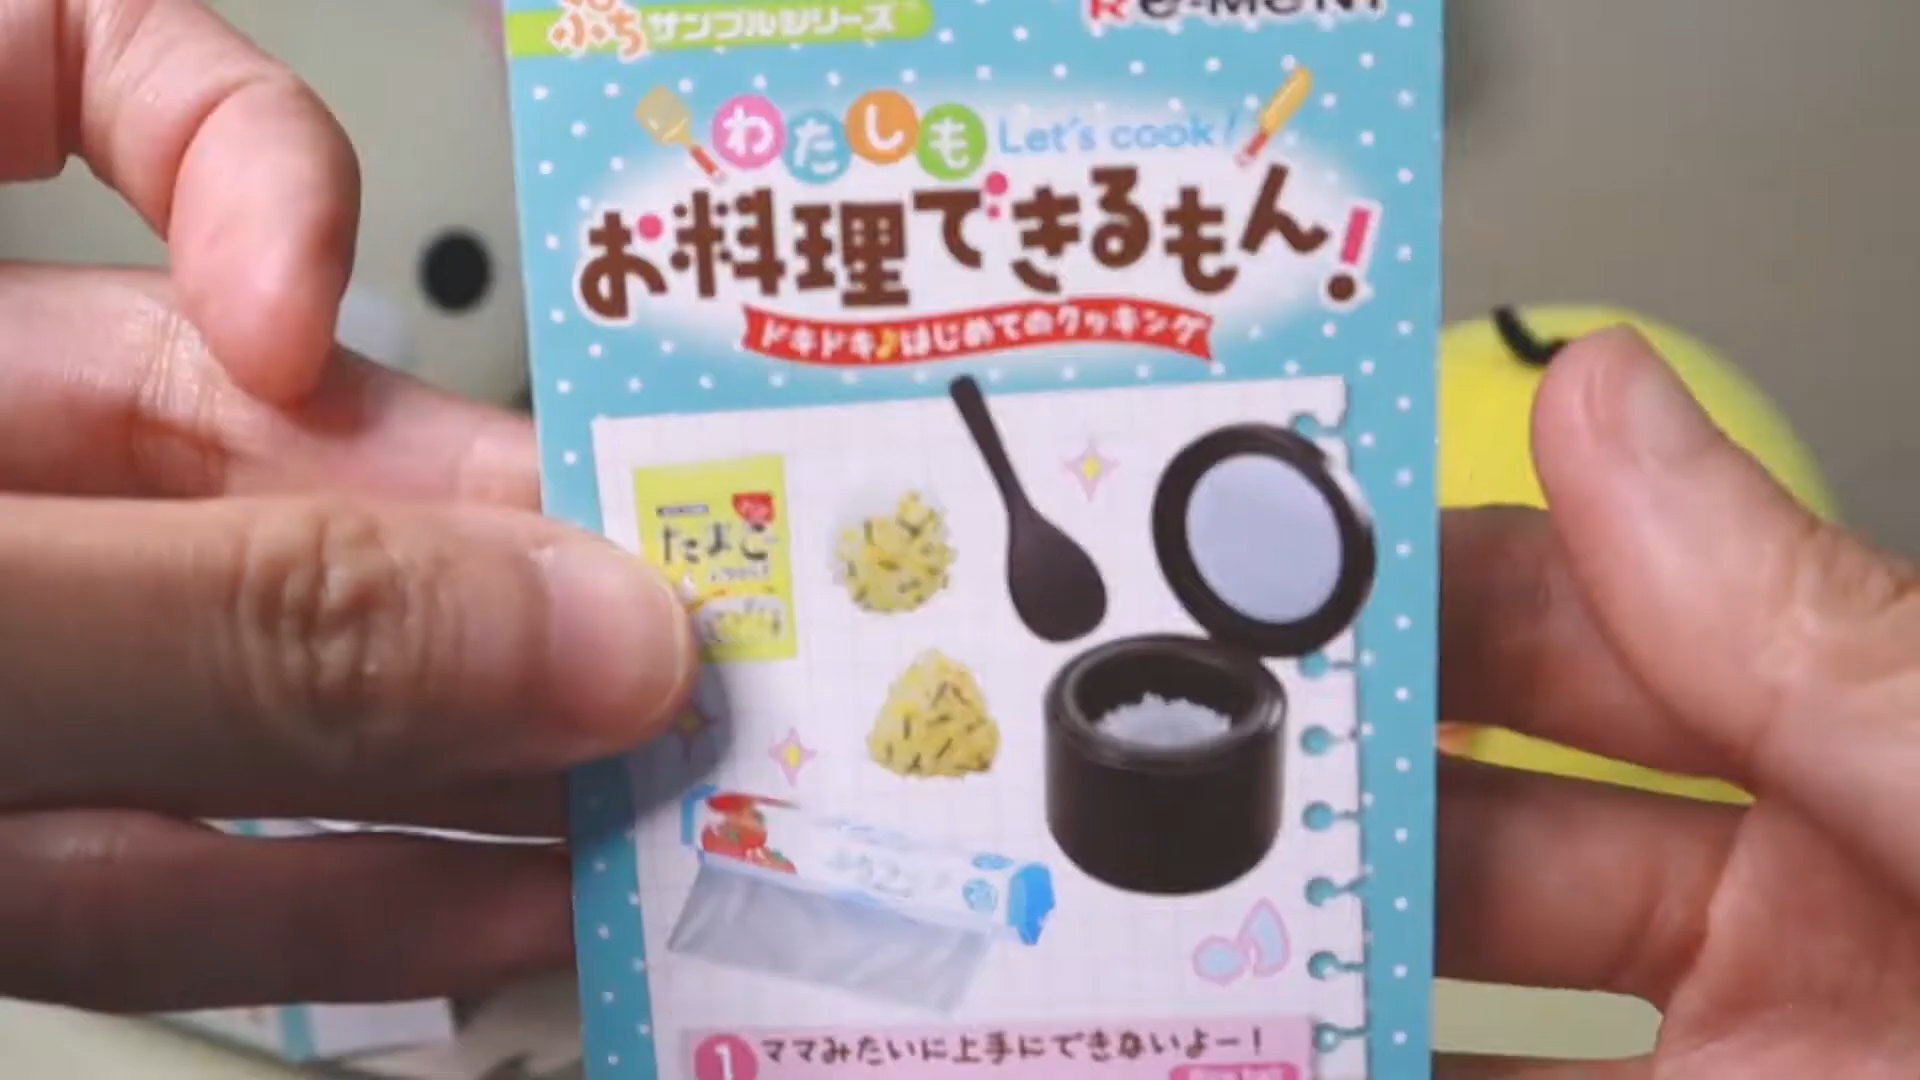 ぷちサンプルシリーズ
Re-MENT
わたしも Let's cook!
お料理できるもん!
ドキドキ♪はじめてのクッキング
たまご
1 ママみたいに上手にできないよー!